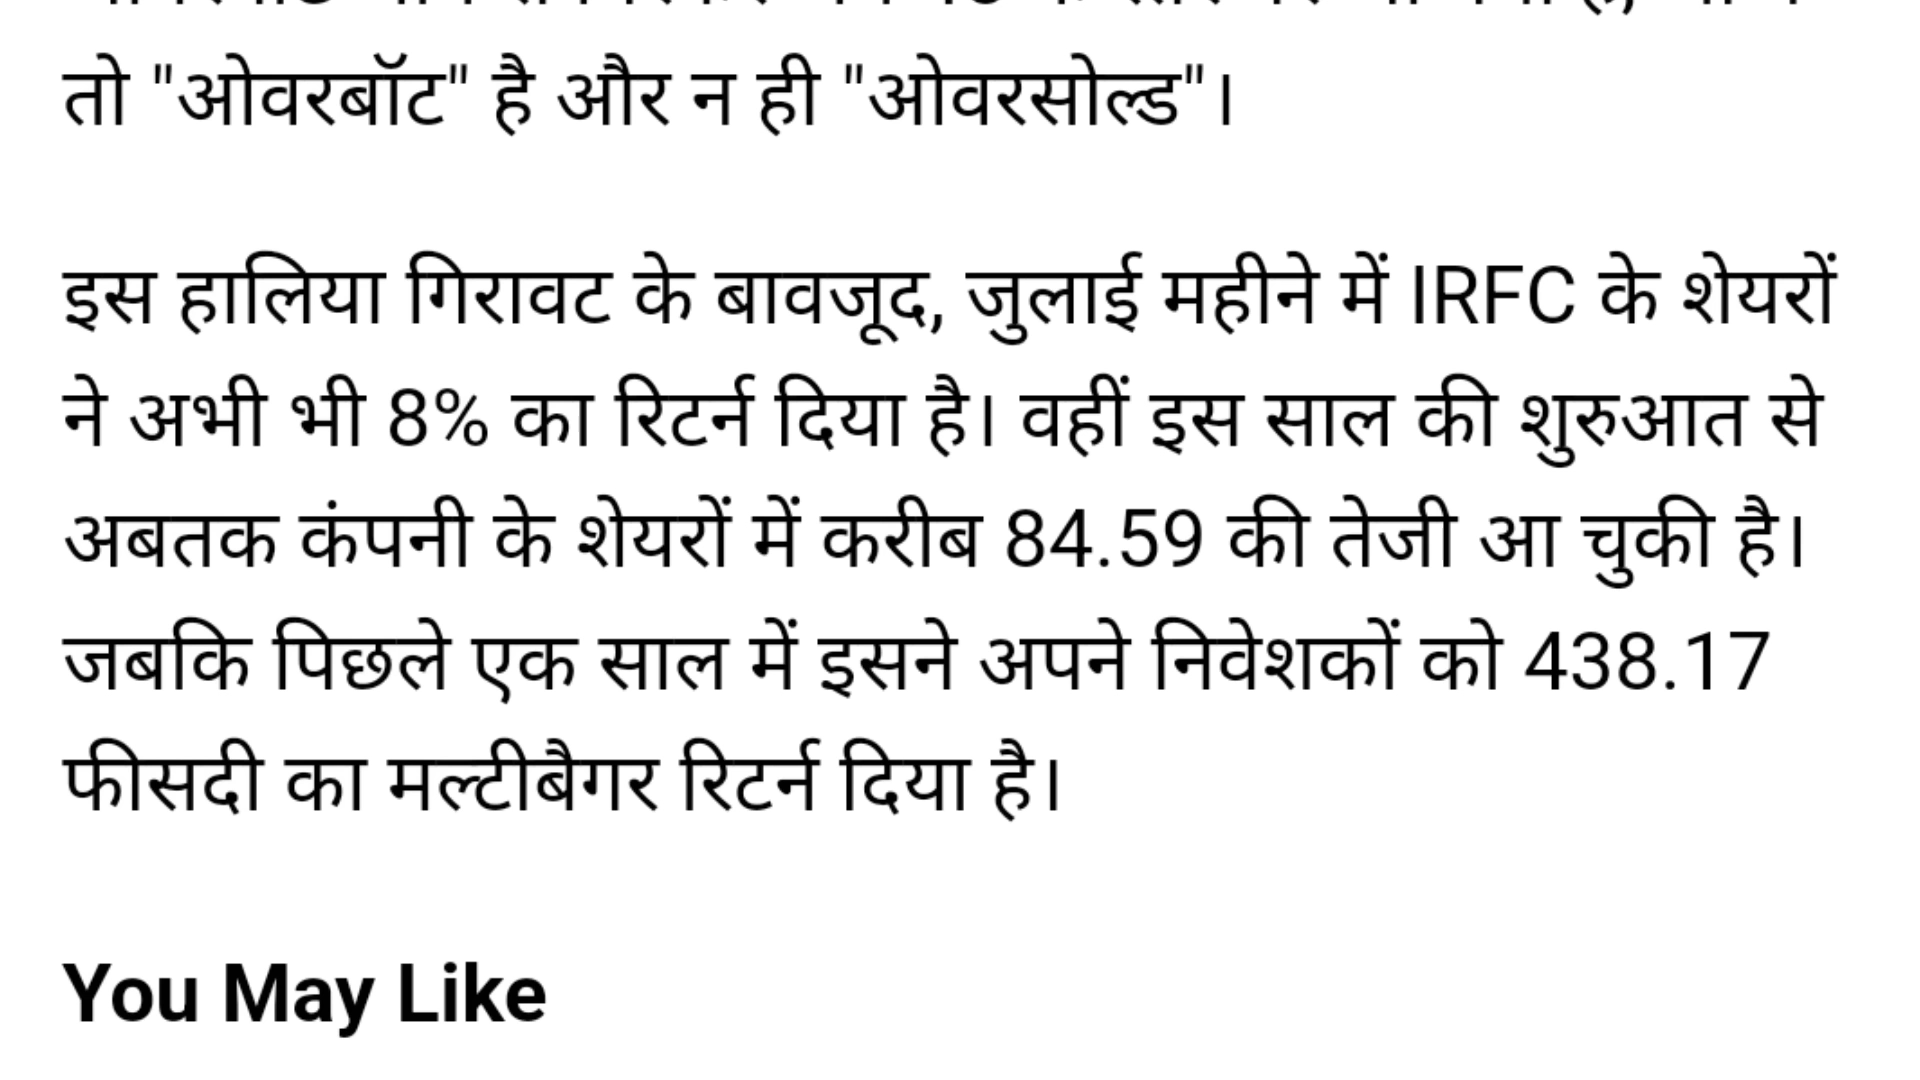 तो "ओवरबॉट" है और न ही "ओवरसोल्ड"।
इस हालिया गिरावट के बावजूद, जुलाई महीने में IRFC के शेयरों
ने अभी भी 8% का रिटर्न दिया है। वहीं इस साल की शुरुआत से
अबतक कंपनी के शेयरों में करीब 84.59 की तेजी आ चुकी है।
जबकि पिछले एक साल में इसने अपने निवेशकों को 438.17
फीसदी का मल्टीबैगर रिटर्न दिया है।
You May Like